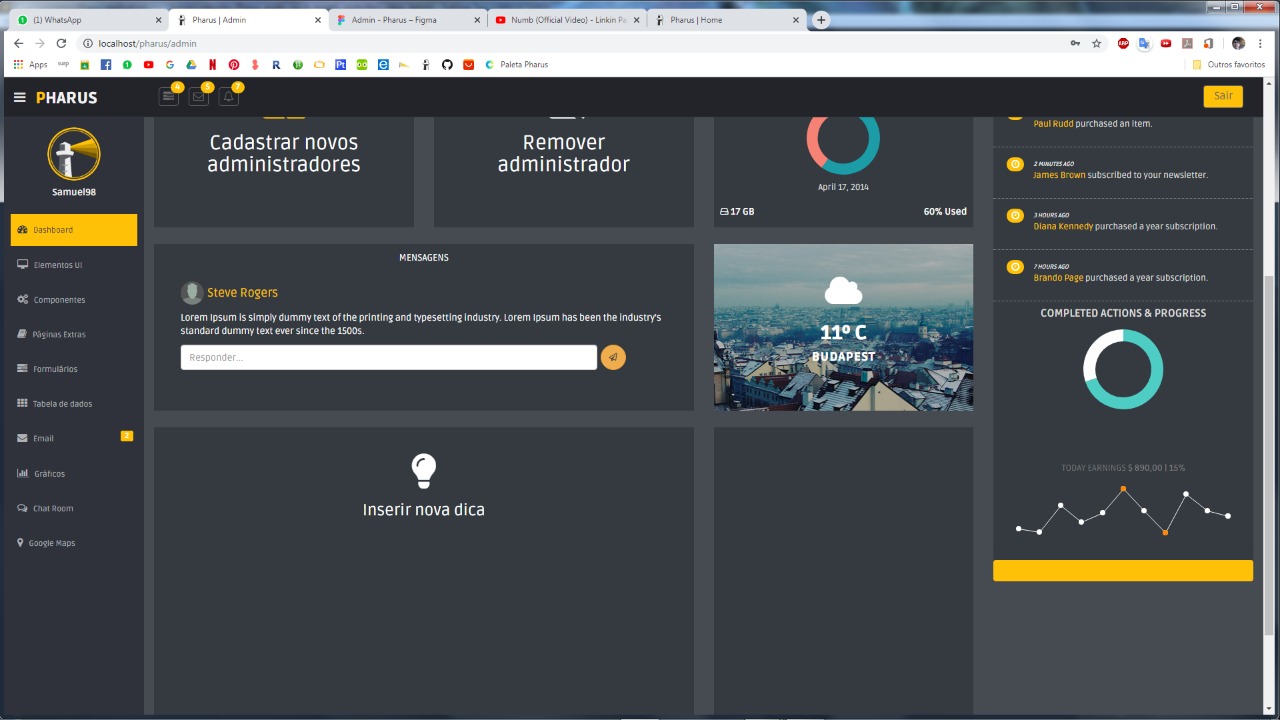 (1) WhatsApp
Pharus | Admin
Admin - Pharus – Figma
Numb (Official Video) - Linkin Pa
Pharus | Home
localhost/pharus/admin
Apps
Paleta Pharus
Outros favoritos
PHARUS
4
5
7
Sair
Samuel98
Dashboard
Elementos UI
Componentes
Páginas Extras
Formulários
Tabela de dados
Email
2
Gráficos
Chat Room
Google Maps
Cadastrar novos
administradores
Remover
administrador
April 17, 2014
17 GB
60% Used
MENSAGENS
Steve Rogers
Lorem Ipsum is simply dummy text of the printing and typesetting industry. Lorem Ipsum has been the industry's
standard dummy text ever since the 1500s.
Responder...
11º C
BUDAPEST
Inserir nova dica
Paul Rudd purchased an item.
2 MINUTES AGO
James Brown subscribed to your newsletter.
3 HOURS AGO
Diana Kennedy purchased a year subscription.
7 HOURS AGO
Brando Page purchased a year subscription.
COMPLETED ACTIONS & PROGRESS
TODAY EARNINGS $ 890,00 | 15%